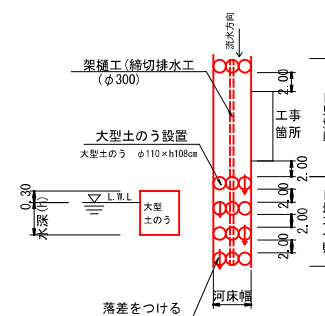 流水方向
架樋工(締切排水工
(φ300)
2.00
工事
箇所
大型土のう設置
大型土のう φ110×h108cm
2.00
0.30
L.W.L
水深(h)
大型
土のう
2.00
2.00
2.00
河床幅
落差をつける